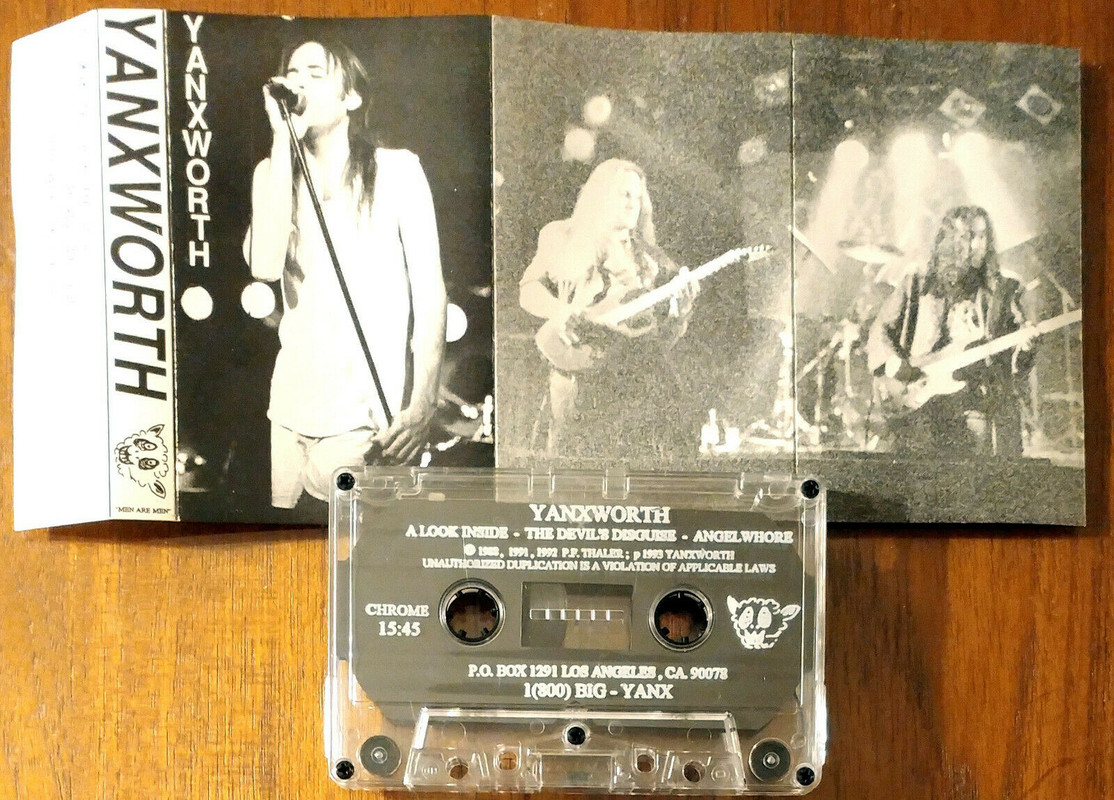 YANXWORTH
"MEN ARE MEN"
YANXWORTH
YANXWORTH
A LOOK INSIDE - THE DEVIL'S DISGUISE - ANGELWHORE
© 1988, 1991, 1992 P.F. THALER; p 1993 YANXWORTH
UNAUTHORIZED DUPLICATION IS A VIOLATION OF APPLICABLE LAWS
CHROME
15:45
P.O. BOX 1291 LOS ANGELES, CA. 90078
1(800) BIG - YANX